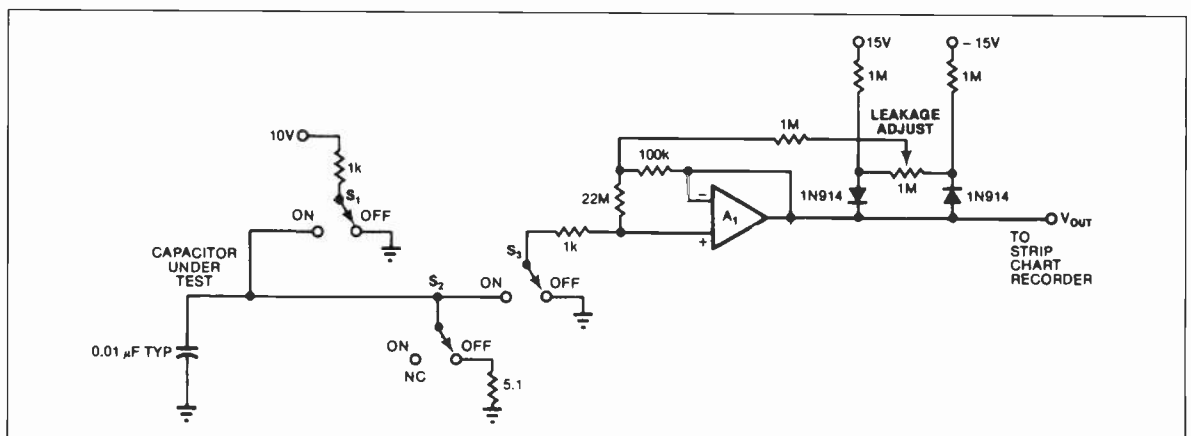 15V
– 15V
1M
1M
LEAKAGE
ADJUST
10V
1M
1k
100k
1M
S1
1N914
1N914
22M
–
A1
+
ON
OFF
VOUT
S3
1k
TO
STRIP
CHART
RECORDER
CAPACITOR
UNDER
TEST
S2
ON
OFF
0.01 µF TYP
ON
OFF
NC
5.1